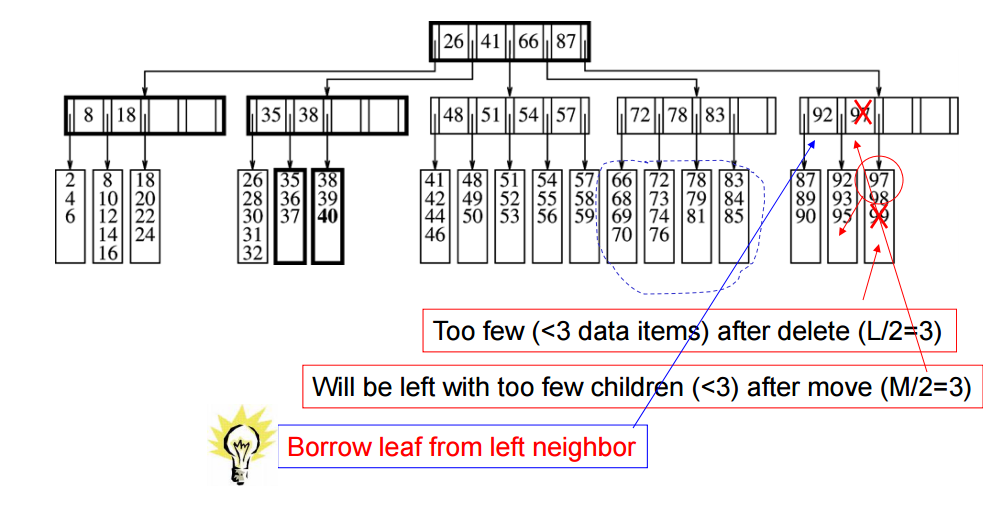 26 41 66 87
8 18
35 38
48 51 54 57
72 78 83
92 97
2 8 18 26 35 38 41 48 51 54 57 66 72 78 83 87 92 97
4 10 20 28 36 39 42 49 52 55 58 68 73 79 84 89 93 98
6 12 22 30 37 40 44 50 53 56 59 69 74 81 85 90 95 99
14 24 31 46 70 76
16 32
Too few (<3 data items) after delete (L/2=3)
Will be left with too few children (<3) after move (M/2=3)
Borrow leaf from left neighbor